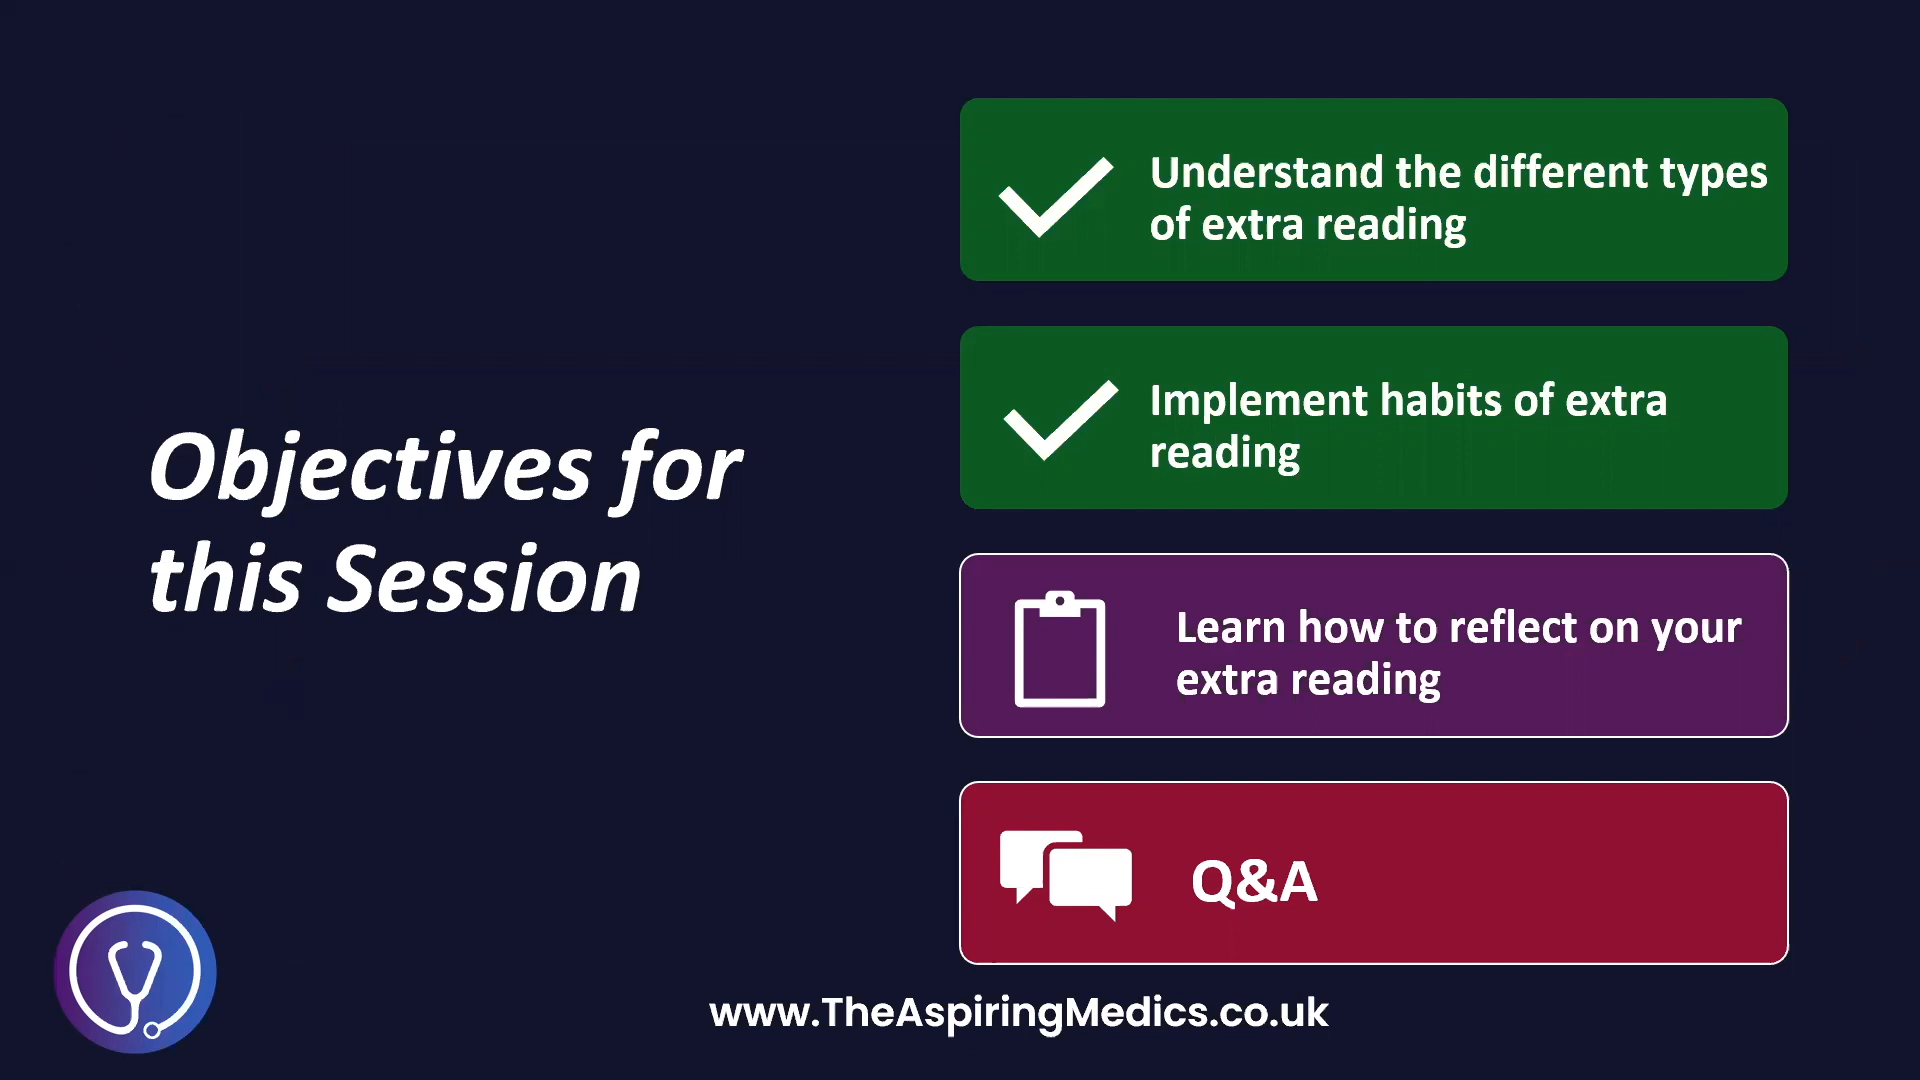 Objectives for
this Session
Understand the different types
of extra reading
Implement habits of extra
reading
Learn how to reflect on your
extra reading
Q&A
www.TheAspiringMedics.co.uk